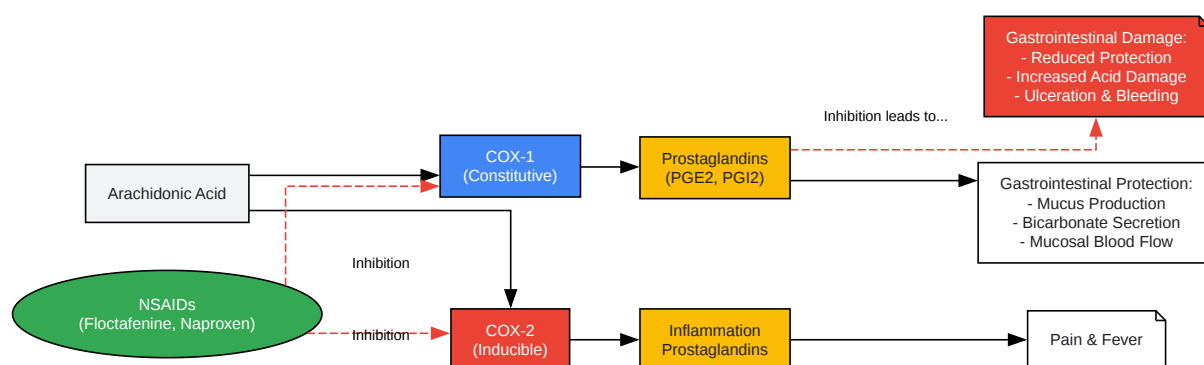 Gastrointestinal Damage:
- Reduced Protection
- Increased Acid Damage
- Ulceration & Bleeding
Inhibition leads to...
COX-1
(Constitutive)
Prostaglandins
(PGE2, PGI2)
Arachidonic Acid
Gastrointestinal Protection:
- Mucus Production
- Bicarbonate Secretion
- Mucosal Blood Flow
Inhibition
NSAIDs
(Floctafenine, Naproxen)
Inhibition
COX-2
(Inducible)
Inflammation
Prostaglandins
Pain & Fever